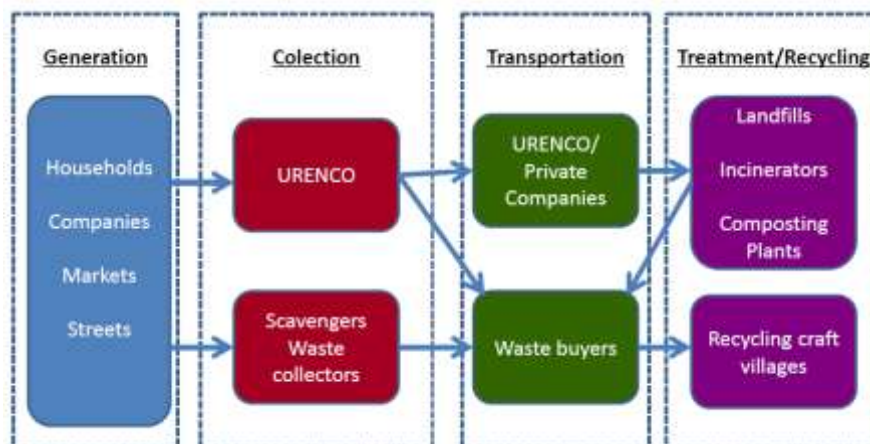 Generation
Colection
Transportation
Treatment/Recycling
Households
Companies
Markets
Streets
URENCO
Scavengers
Waste
collectors
URENCO/
Private
Companies
Waste buyers
Landfills
Incinerators
Composting
Plants
Recycling craft
villages